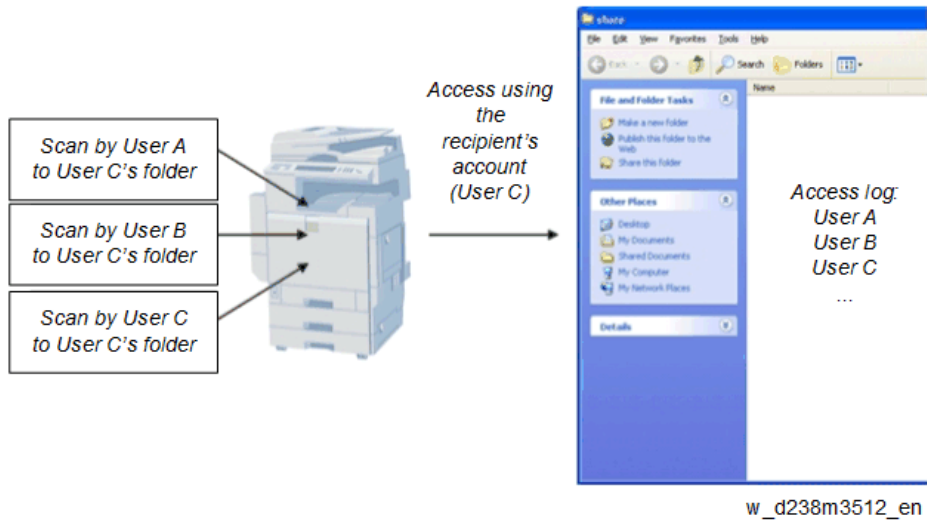 Scan by User A
to User C's folder
Scan by User B
to User C's folder
Scan by User C
to User C's folder
Access using
the
recipient's
account
(User C)
share
File Edit View Favorites Tools Help
Back Search Folders
Name
File and Folder Tasks
Make a new folder
Publish this folder to the
Web
Share this folder
Other Places
Desktop
My Documents
Shared Documents
My Computer
My Network Places
Details
Access log:
User A
User B
User C
...
w_d238m3512_en